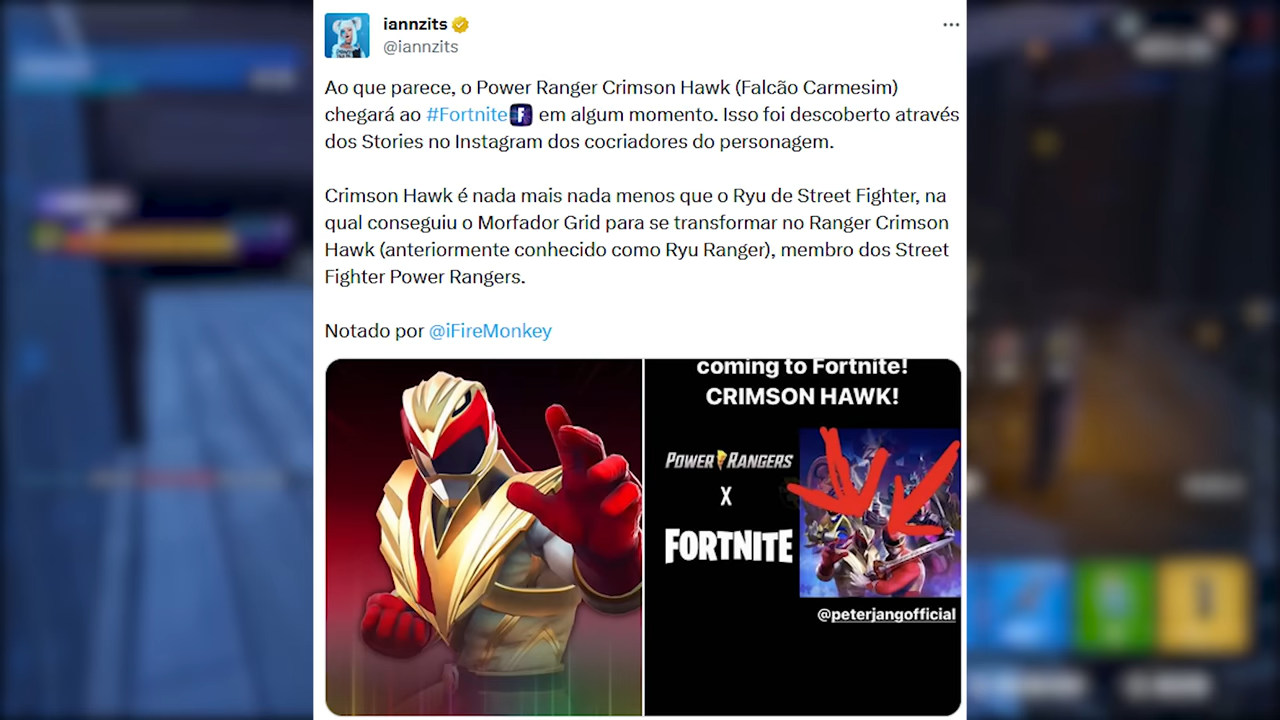 iannzits
@iannzits
Ao que parece, o Power Ranger Crimson Hawk (Falcão Carmesim)
chegará ao #Fortnite em algum momento. Isso foi descoberto através
dos Stories no Instagram dos cocriadores do personagem.
Crimson Hawk é nada mais nada menos que o Ryu de Street Fighter, na
qual conseguiu o Morfador Grid para se transformar no Ranger Crimson
Hawk (anteriormente conhecido como Ryu Ranger), membro dos Street
Fighter Power Rangers.
Notado por @iFireMonkey
coming to Fortnite!
CRIMSON HAWK!
POWER RANGERS
X
FORTNITE
@peterjangofficial